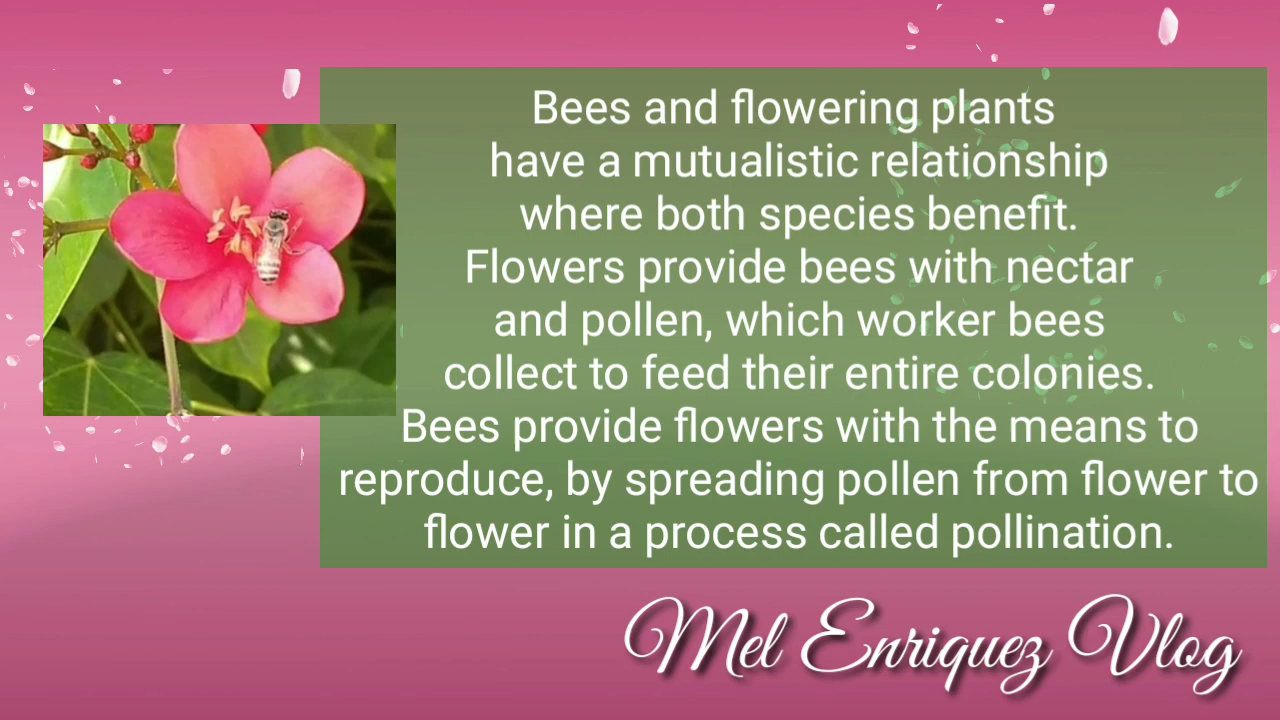 Bees and flowering plants
have a mutualistic relationship
where both species benefit.
Flowers provide bees with nectar
and pollen, which worker bees
collect to feed their entire colonies.
Bees provide flowers with the means to
reproduce, by spreading pollen from flower to
flower in a process called pollination.
Mel Enriquez Vlog